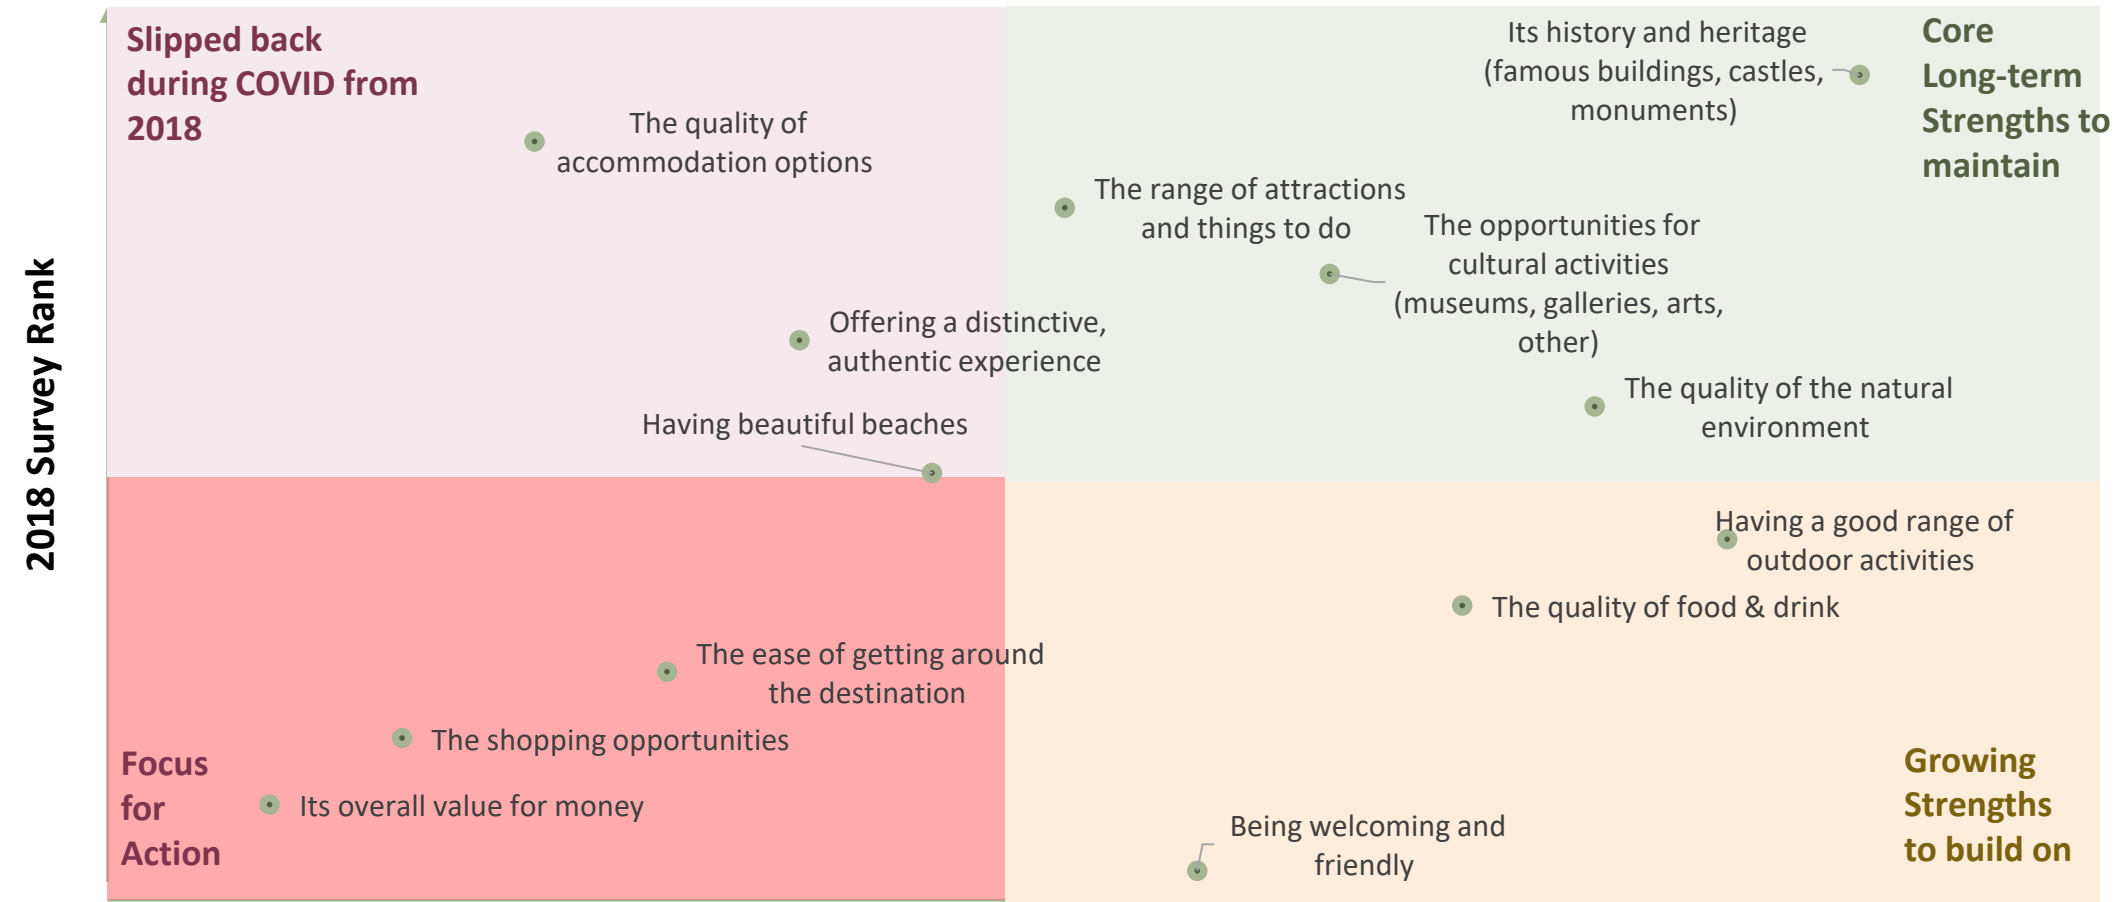 Slipped back
during COVID from
2018
Its history and heritage
(famous buildings, castles,
monuments)
Core
Long-term
Strengths to
maintain
The quality of
accommodation options
The range of attractions
and things to do
The opportunities for
cultural activities
(museums, galleries, arts,
other)
Offering a distinctive,
authentic experience
The quality of the natural
environment
Having beautiful beaches
2018 Survey Rank
Having a good range of
outdoor activities
The quality of food & drink
The ease of getting around
the destination
The shopping opportunities
Focus
for
Action
Its overall value for money
Being welcoming and
friendly
Growing
Strengths
to build on